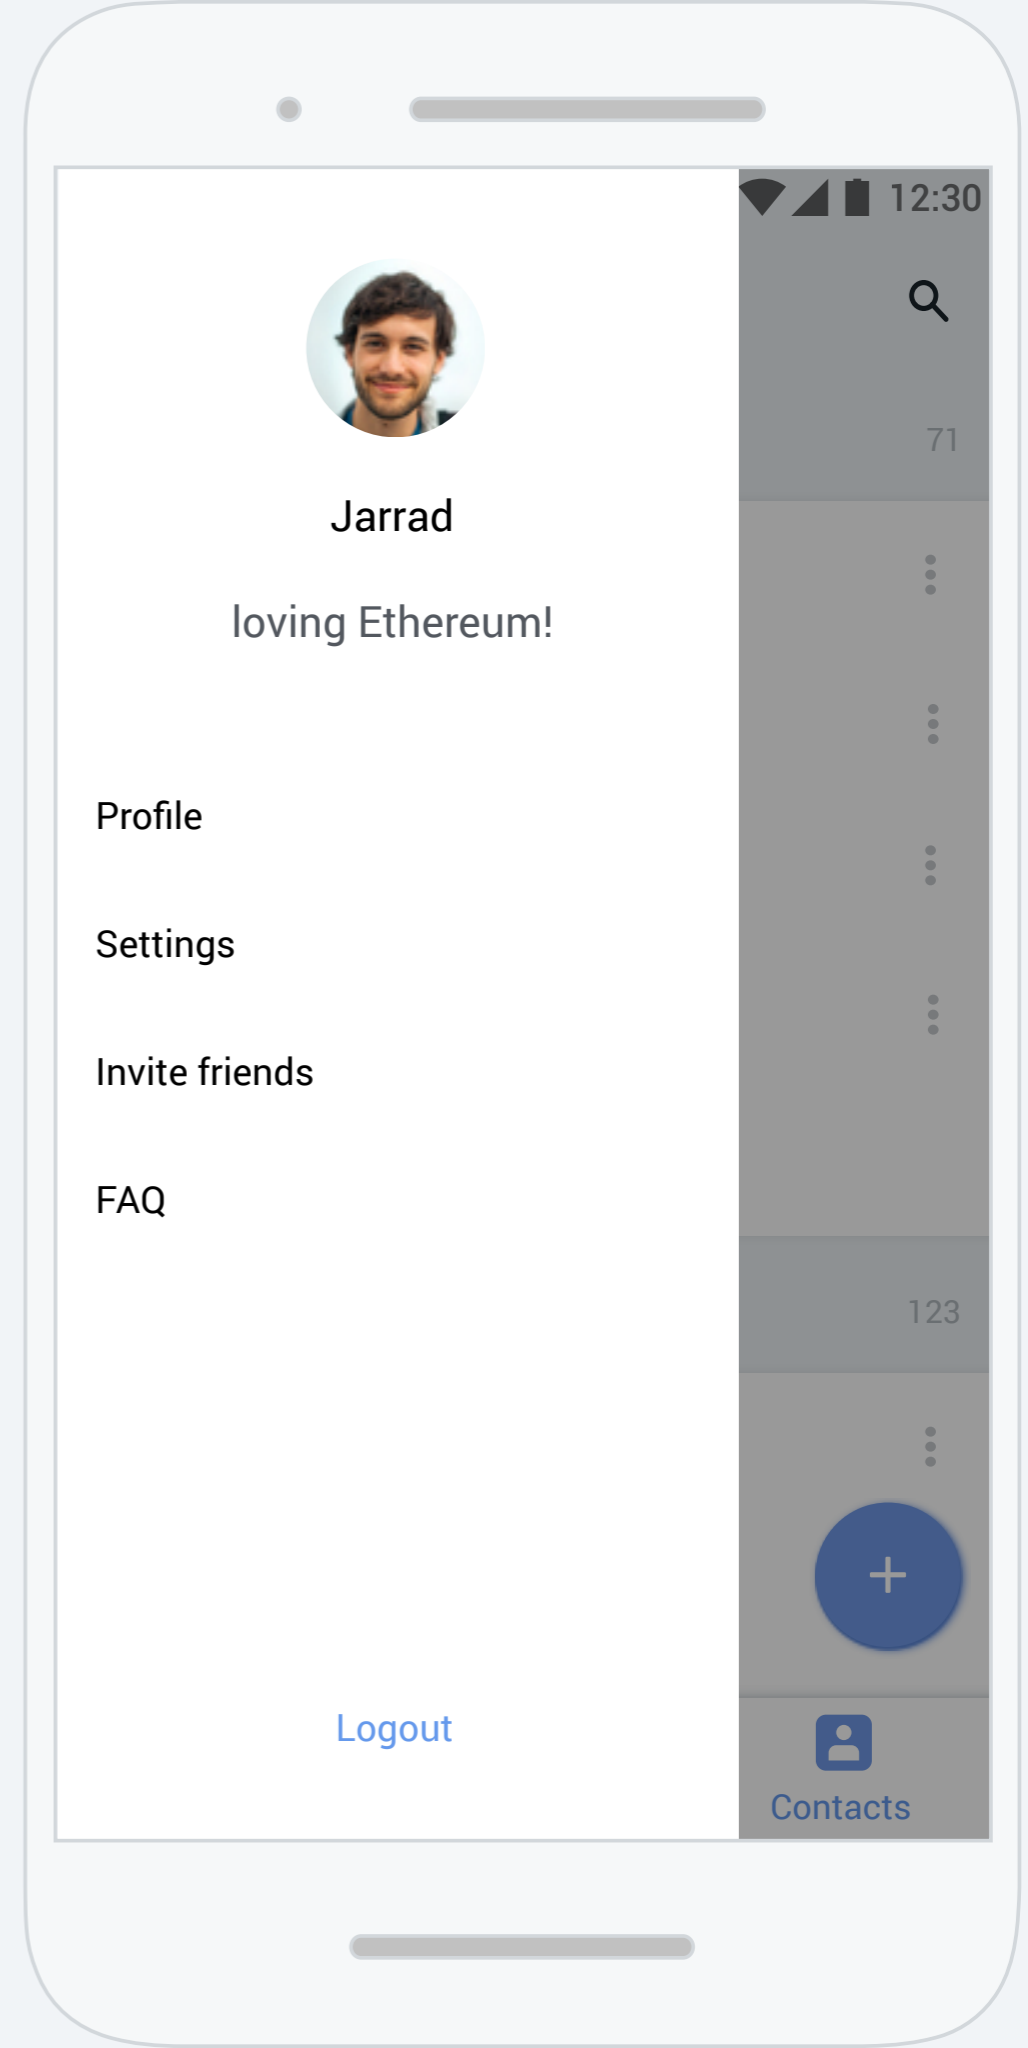 12:30
71
Jarrad
loving Ethereum!
Profile
Settings
Invite friends
FAQ
123
Logout
Contacts